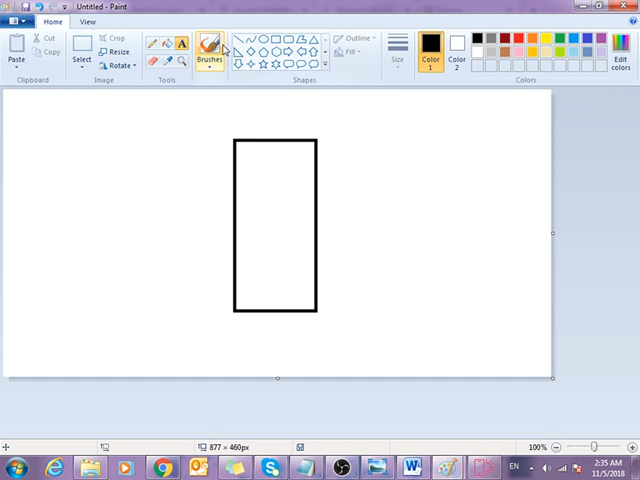 Untitled - Paint
Home
View
Paste
Cut
Copy
Clipboard
Select
Crop
Resize
Rotate
Image
A
Tools
Brushes
Shapes
Outline
Fill
Size
Color 1
Color 2
Colors
Edit colors
877 × 460px
100%
EN
2:35 AM
11/5/2018